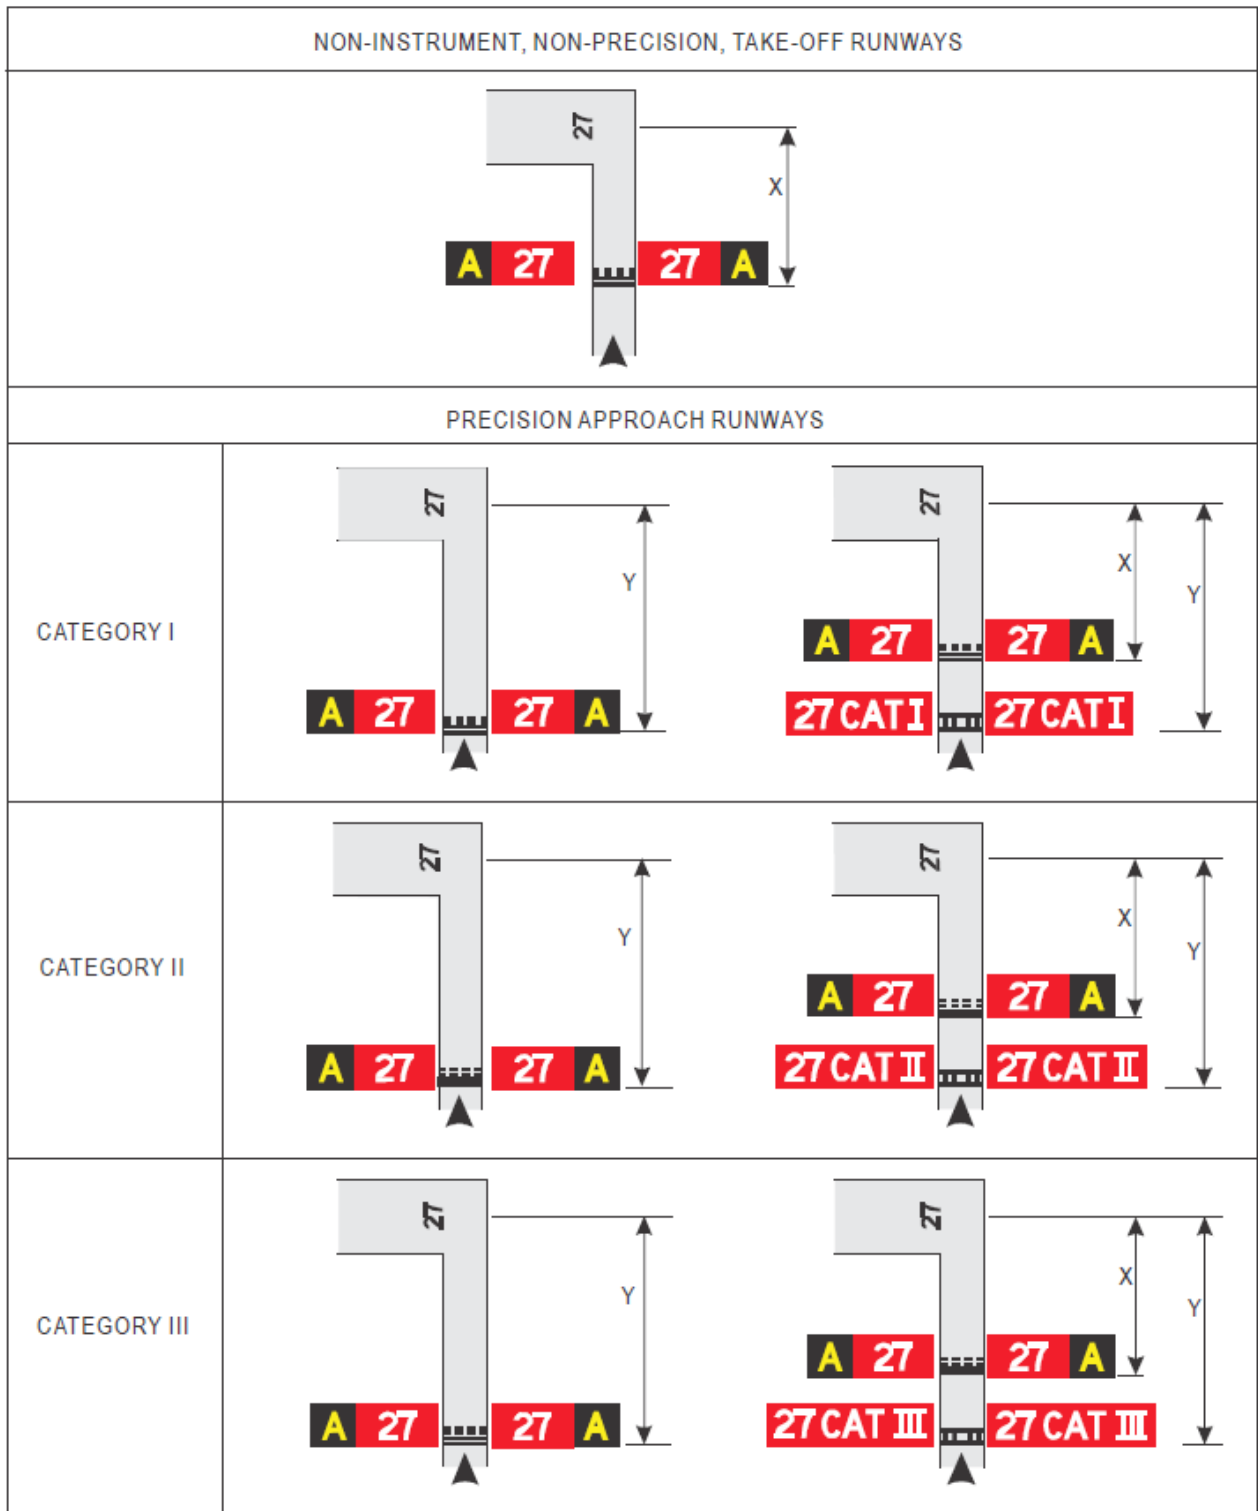 NON-INSTRUMENT, NON-PRECISION, TAKE-OFF RUNWAYS
27
X
A 27 27 A
PRECISION APPROACH RUNWAYS
CATEGORY I
27
Y
A 27 27 A
27
X
Y
A 27 27 A
27 CAT I 27 CAT I
CATEGORY II
27
Y
A 27 27 A
27
X
Y
A 27 27 A
27 CAT II 27 CAT II
CATEGORY III
27
Y
A 27 27 A
27
X
Y
A 27 27 A
27 CAT III 27 CAT III